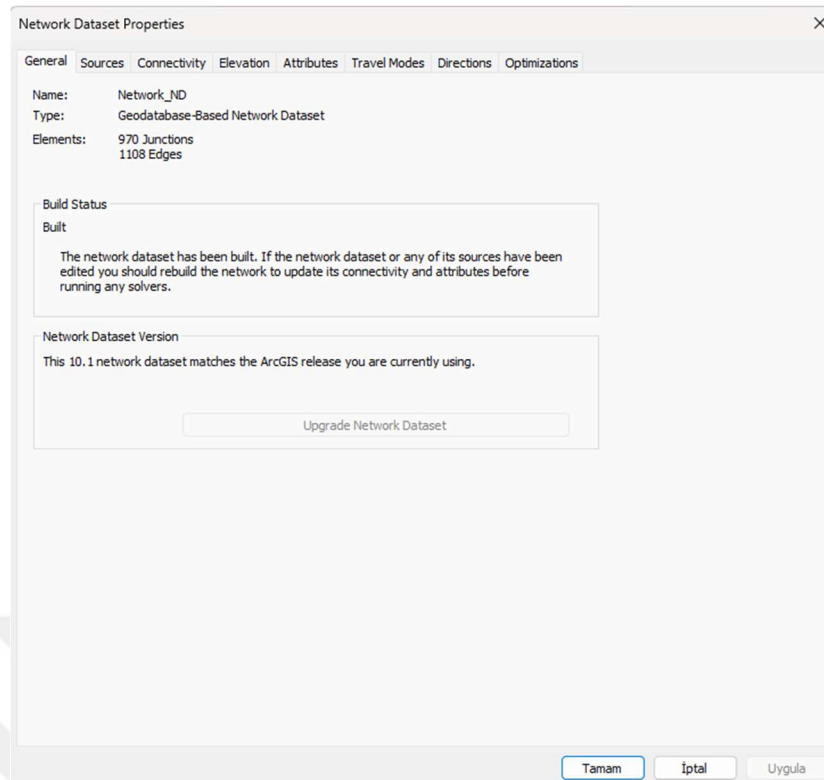 Network Dataset Properties
General Sources Connectivity Elevation Attributes Travel Modes Directions Optimizations
Name: Network_ND
Type: Geodatabase-Based Network Dataset
Elements: 970 Junctions
1108 Edges
Build Status
Built
The network dataset has been built. If the network dataset or any of its sources have been
edited you should rebuild the network to update its connectivity and attributes before
running any solvers.
Network Dataset Version
This 10.1 network dataset matches the ArcGIS release you are currently using.
Upgrade Network Dataset
Tamam İptal Uygula